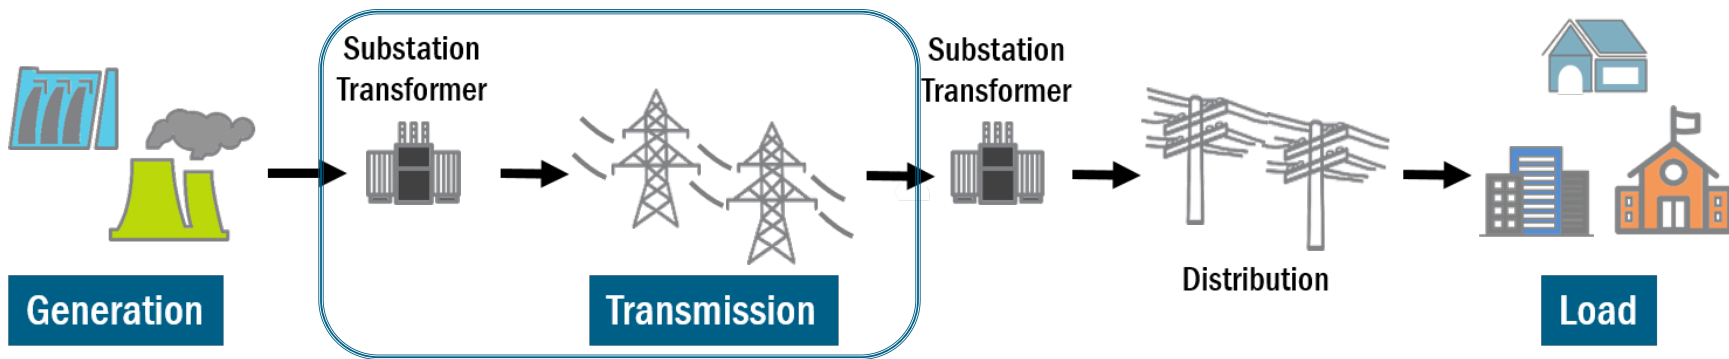 Substation
Transformer
Substation
Transformer
Distribution
Generation
Transmission
Load